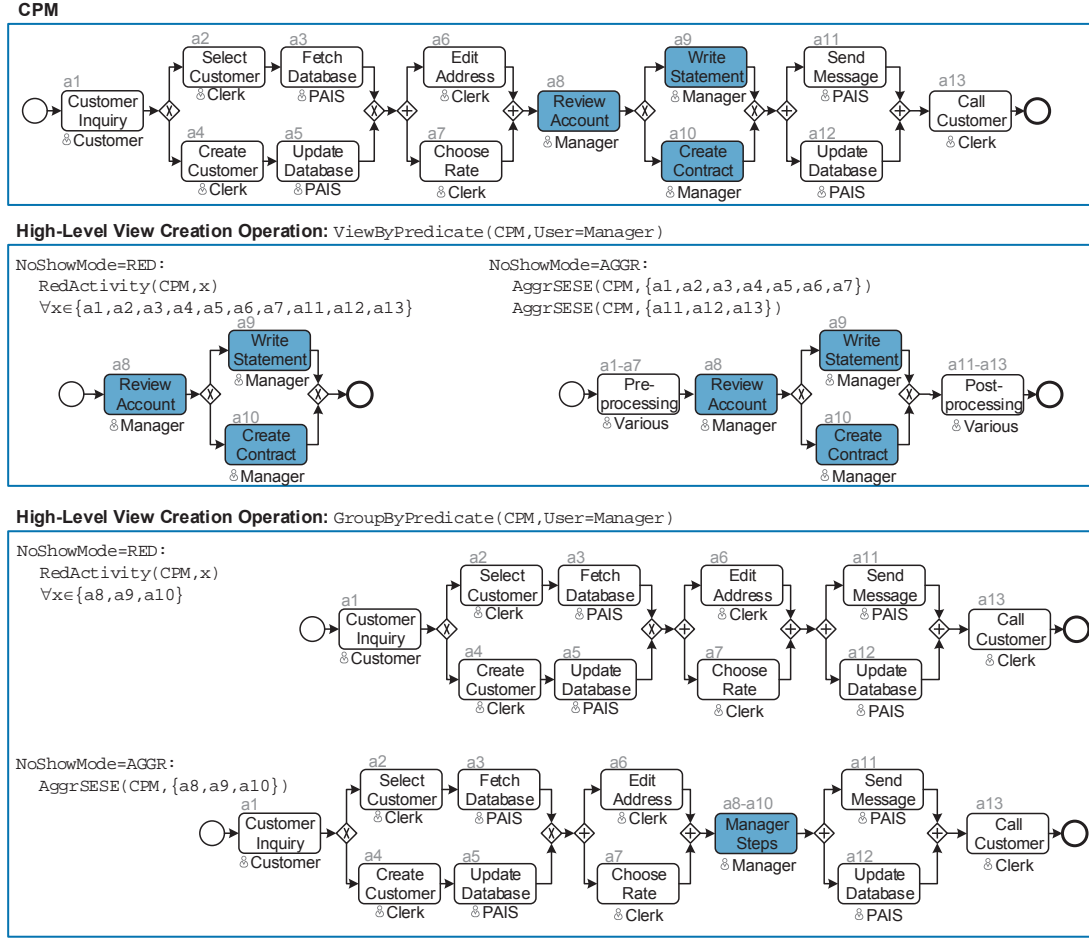 CPM
a1
Customer
Inquiry
Customer
a2
Select
Customer
Clerk
a3
Fetch
Database
PAIS
a4
Create
Customer
Clerk
a5
Update
Database
PAIS
a6
Edit
Address
Clerk
a7
Choose
Rate
Clerk
a8
Review
Account
Manager
a9
Write
Statement
Manager
a10
Create
Contract
Manager
a11
Send
Message
PAIS
a12
Update
Database
PAIS
a13
Call
Customer
Clerk
High-Level View Creation Operation: ViewByPredicate(CPM,User=Manager)
NoShowMode=RED:
RedActivity(CPM,x)
∀x∈{a1,a2,a3,a4,a5,a6,a7,a11,a12,a13}
a8
Review
Account
Manager
a9
Write
Statement
Manager
a10
Create
Contract
Manager
NoShowMode=AGGR:
AggrSESE(CPM,{a1,a2,a3,a4,a5,a6,a7})
AggrSESE(CPM,{a11,a12,a13})
a1-a7
Pre-
processing
Various
a8
Review
Account
Manager
a9
Write
Statement
Manager
a10
Create
Contract
Manager
a11-a13
Post-
processing
Various
High-Level View Creation Operation: GroupByPredicate(CPM,User=Manager)
NoShowMode=RED:
RedActivity(CPM,x)
∀x∈{a8,a9,a10}
a1
Customer
Inquiry
Customer
a2
Select
Customer
Clerk
a3
Fetch
Database
PAIS
a4
Create
Customer
Clerk
a5
Update
Database
PAIS
a6
Edit
Address
Clerk
a7
Choose
Rate
Clerk
a11
Send
Message
PAIS
a12
Update
Database
PAIS
a13
Call
Customer
Clerk
NoShowMode=AGGR:
AggrSESE(CPM,{a8,a9,a10})
a1
Customer
Inquiry
Customer
a2
Select
Customer
Clerk
a3
Fetch
Database
PAIS
a4
Create
Customer
Clerk
a5
Update
Database
PAIS
a6
Edit
Address
Clerk
a7
Choose
Rate
Clerk
a8-a10
Manager
Steps
Manager
a11
Send
Message
PAIS
a12
Update
Database
PAIS
a13
Call
Customer
Clerk